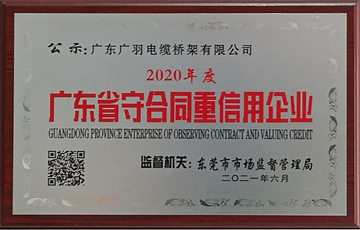 公示:广东广羽电缆桥架有限公司
2020年度
广东省守合同重信用企业
GUANGDONG PROVINCE ENTERPRISE OF OBSERVING CONTRACT AND VALUING CREDIT
监督机关:东莞市市场监督管理局
二〇二一年六月